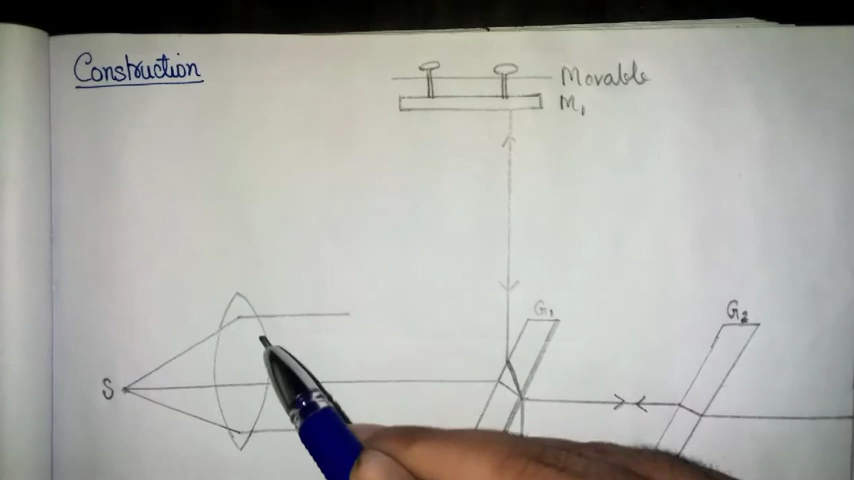 Construction
Movable
M₁
G₁
G₂
S